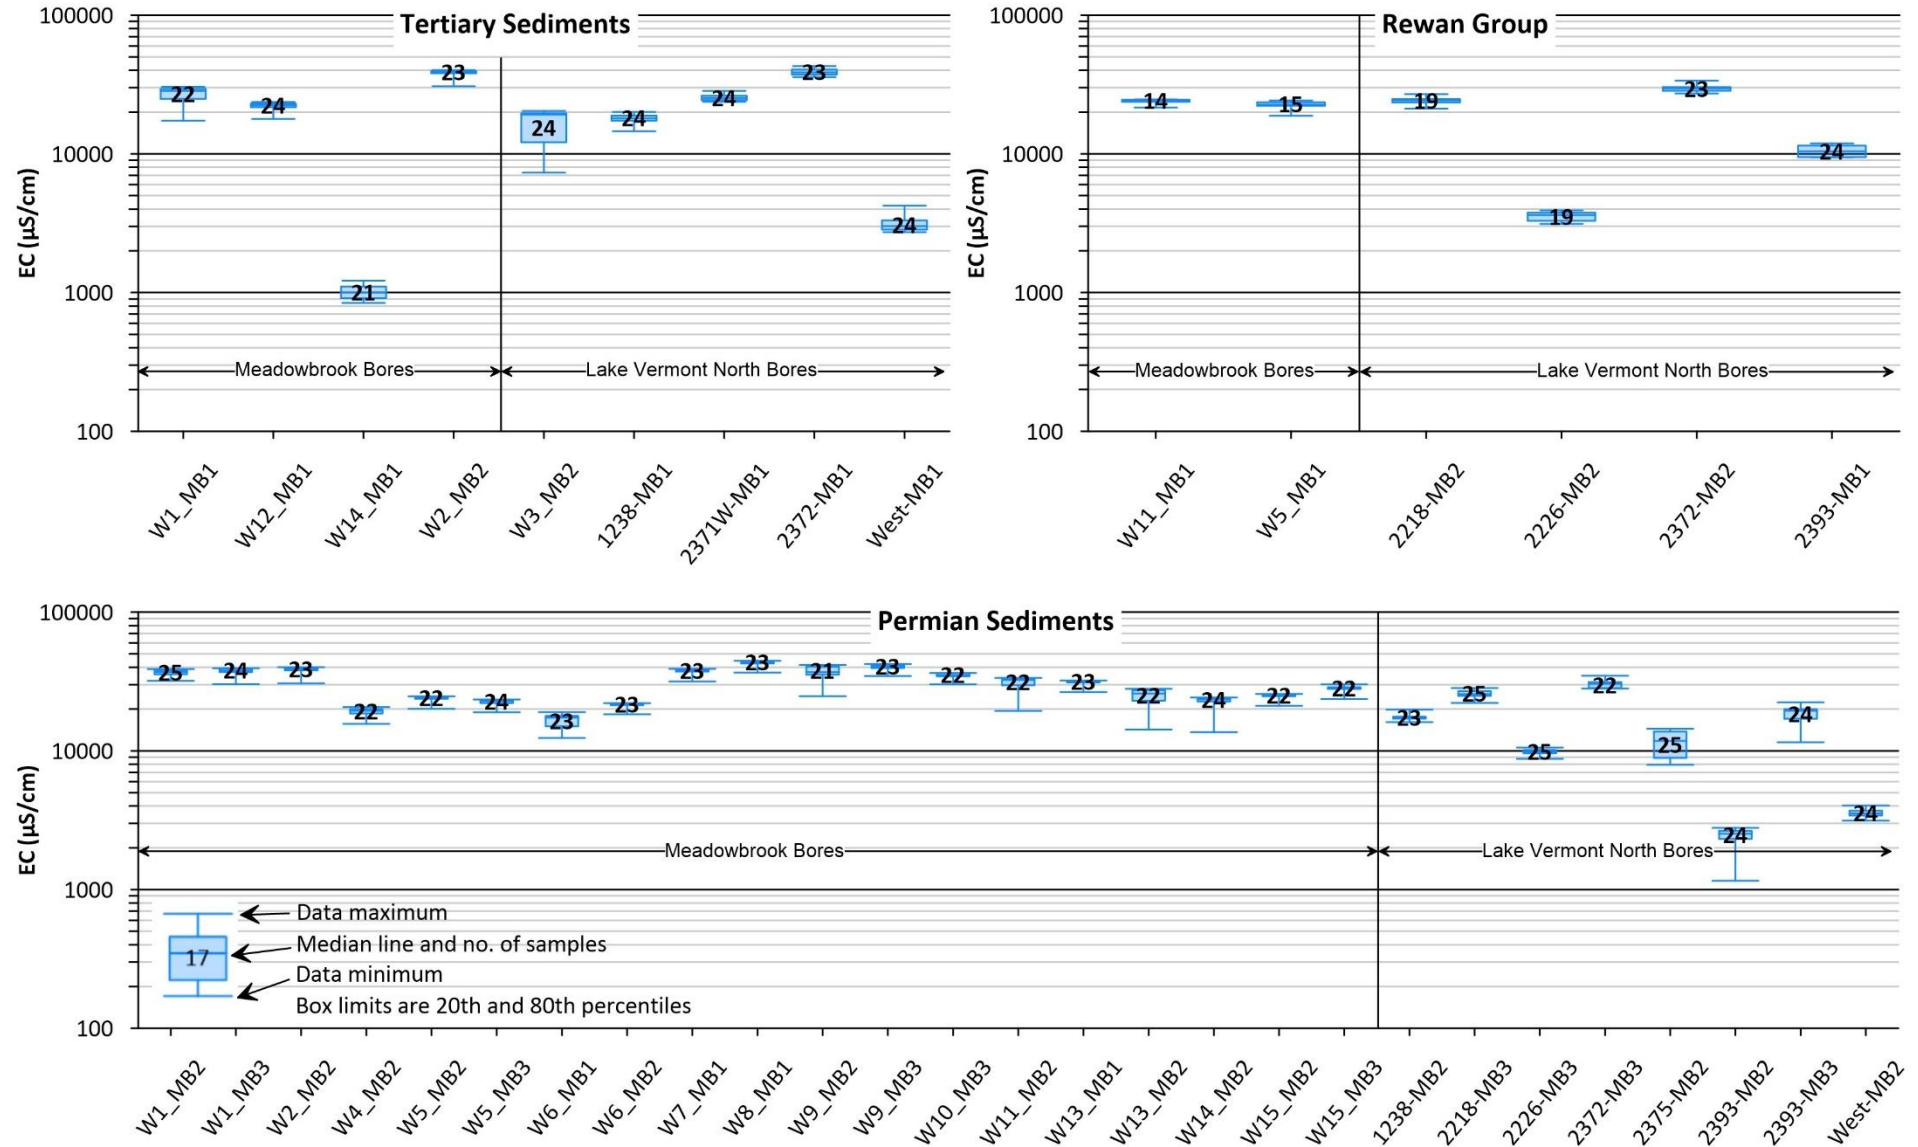 Tertiary Sediments
100000
10000
1000
100
EC (µS/cm)
22
24
21
23
24
24
24
23
24
Meadowbrook Bores
Lake Vermont North Bores
W1_MB1
W12_MB1
W14_MB1
W2_MB2
W3_MB2
1238-MB1
2371W-MB1
2372-MB1
West-MB1
Rewan Group
100000
10000
1000
100
EC (µS/cm)
14
15
19
19
23
24
Meadowbrook Bores
Lake Vermont North Bores
W11_MB1
W5_MB1
2218-MB2
2226-MB2
2372-MB2
2393-MB1
Permian Sediments
100000
10000
1000
100
EC (µS/cm)
25
24
23
22
22
24
23
23
23
23
21
23
22
22
23
22
24
22
22
23
25
25
22
25
24
24
24
Meadowbrook Bores
Lake Vermont North Bores
Data maximum
Median line and no. of samples
17
Data minimum
Box limits are 20th and 80th percentiles
W1_MB2
W1_MB3
W2_MB2
W4_MB2
W5_MB2
W5_MB3
W6_MB1
W6_MB2
W7_MB1
W8_MB1
W9_MB2
W9_MB3
W10_MB3
W11_MB2
W13_MB1
W13_MB2
W14_MB2
W15_MB2
W15_MB3
1238-MB2
2218-MB3
2226-MB3
2372-MB3
2375-MB2
2393-MB2
2393-MB3
West-MB2